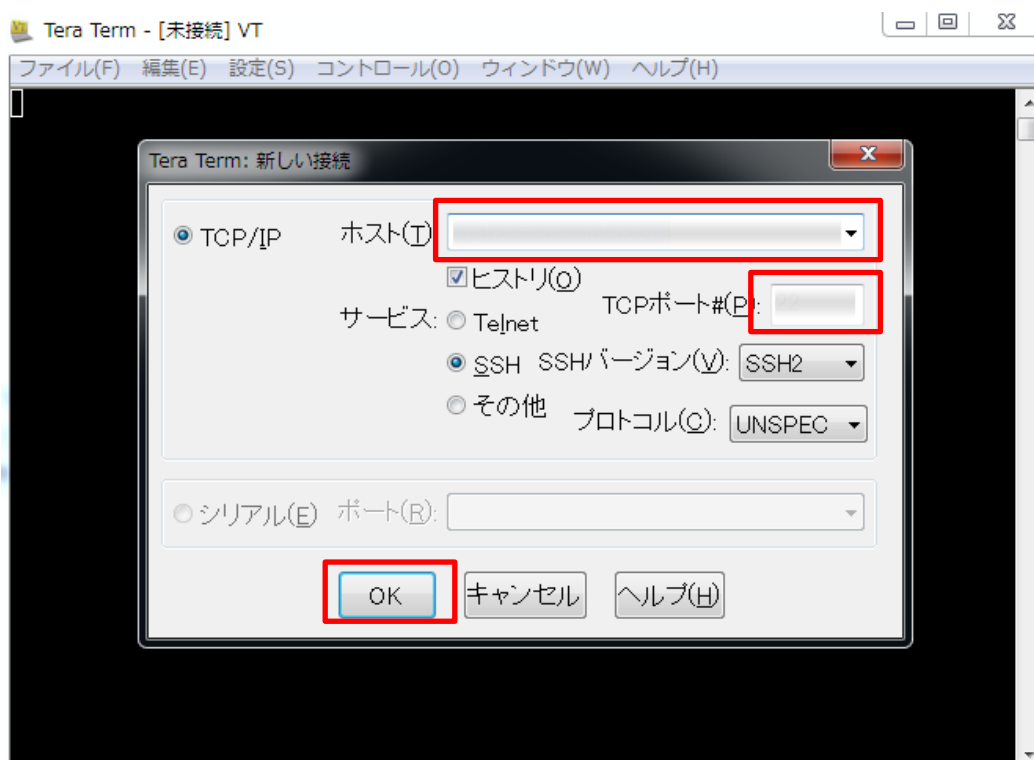 Tera Term - [未接続] VT
ファイル(F) 編集(E) 設定(S) コントロール(O) ウィンドウ(W) ヘルプ(H)
Tera Term: 新しい接続
TCP/IP ホスト(T)
ヒストリ(O)
サービス: Telnet TCPポート#(P):
SSH SSHバージョン(V): SSH2
その他 プロトコル(C): UNSPEC
シリアル(E) ポート(R):
OK キャンセル ヘルプ(H)